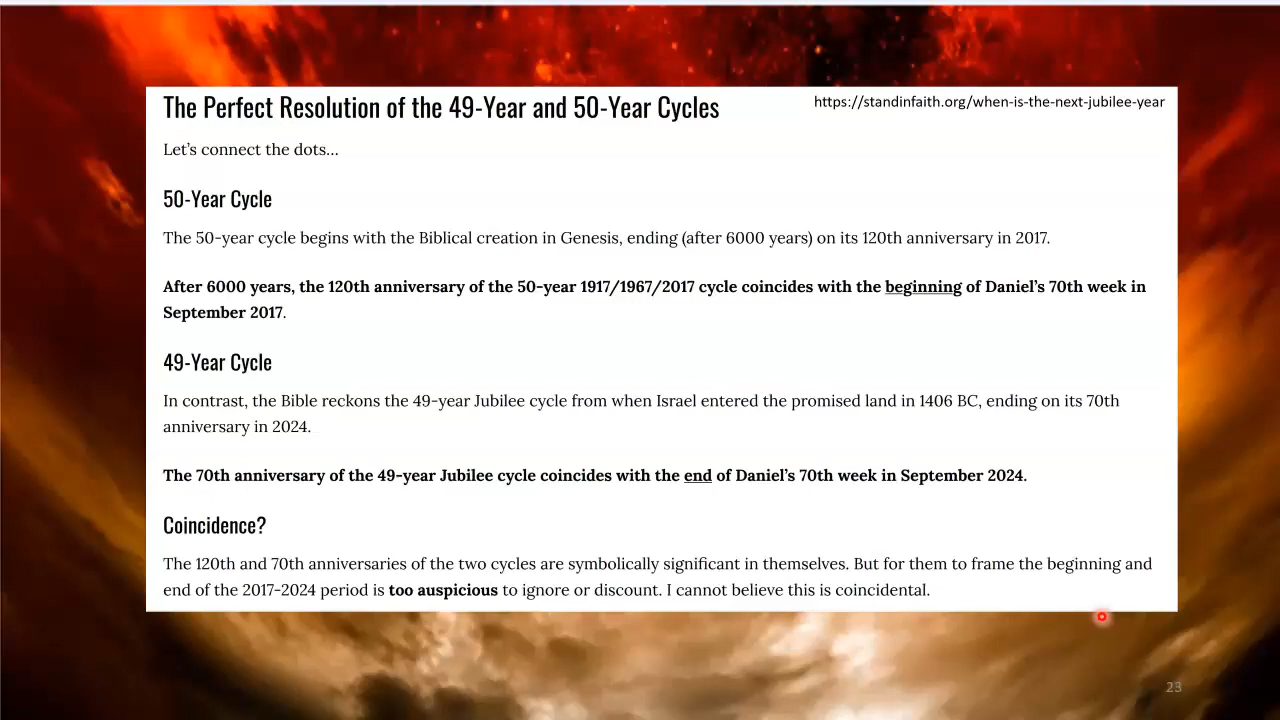 The Perfect Resolution of the 49-Year and 50-Year Cycles
https://standinfaith.org/when-is-the-next-jubilee-year
Let's connect the dots…
50-Year Cycle
The 50-year cycle begins with the Biblical creation in Genesis, ending (after 6000 years) on its 120th anniversary in 2017.
After 6000 years, the 120th anniversary of the 50-year 1917/1967/2017 cycle coincides with the beginning of Daniel's 70th week in
September 2017.
49-Year Cycle
In contrast, the Bible reckons the 49-year Jubilee cycle from when Israel entered the promised land in 1406 BC, ending on its 70th
anniversary in 2024.
The 70th anniversary of the 49-year Jubilee cycle coincides with the end of Daniel's 70th week in September 2024.
Coincidence?
The 120th and 70th anniversaries of the two cycles are symbolically significant in themselves. But for them to frame the beginning and
end of the 2017-2024 period is too auspicious to ignore or discount. I cannot believe this is coincidental.
23